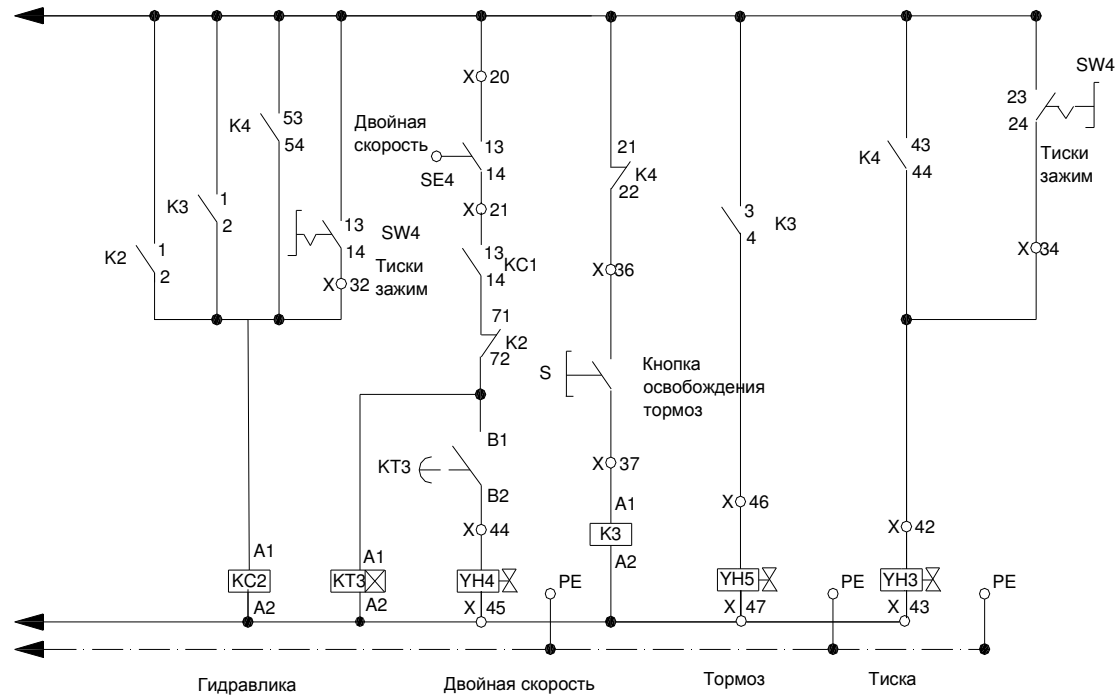 SW4
X 20
23
24
K4
53
54
Двойная
скорость
13
14
SE4
21
22
K4
K4
43
44
Тиски
зажим
K3
1
2
X 21
3
4
K3
13
14
SW4
X 34
K2
1
2
Тиски
зажим
X 32
13
14
KC1
X 36
71
72
K2
S
Кнопка
освобождения
тормоз
B1
KT3
B2
X 37
X 44
A1
K3
A2
X 46
X 42
A1
KC2
A2
A1
KT3
A2
YH4
X 45
PE
YH5
X 47
PE
YH3
X 43
PE
Гидравлика
Двойная скорость
Тормоз
Тиска